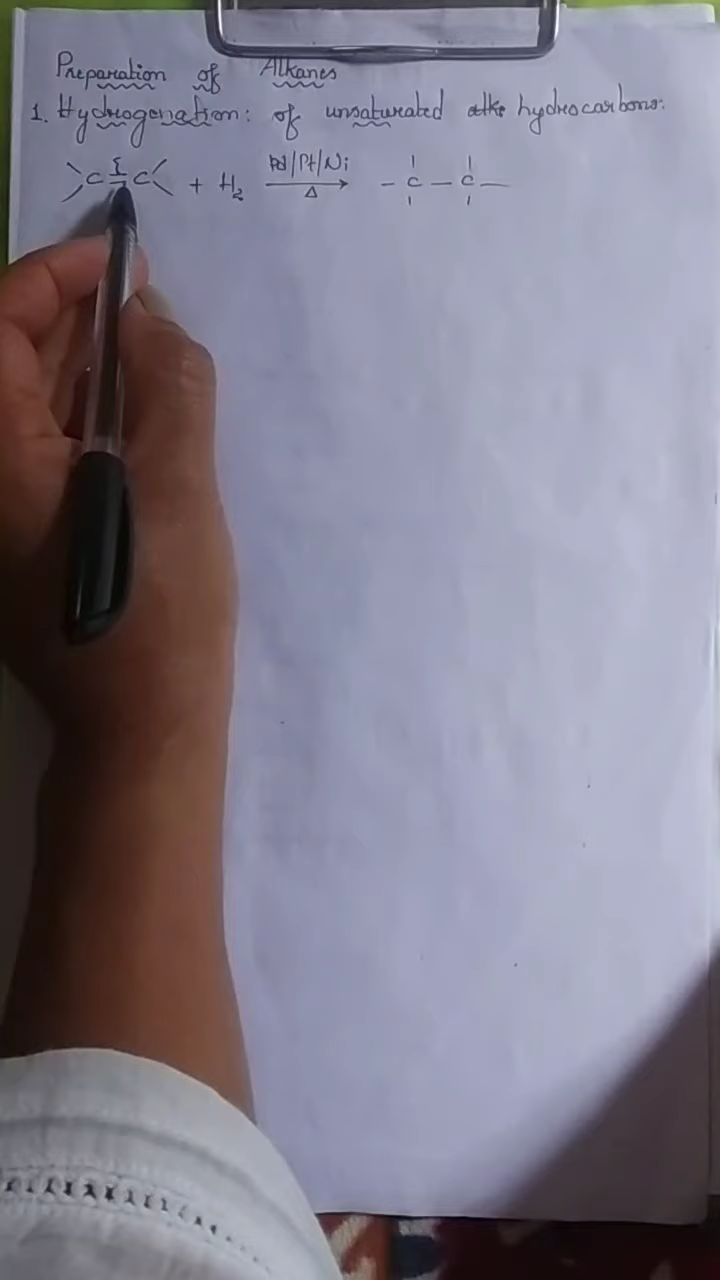 Preparation of Alkanes
1. Hydrogenation: of unsaturated hydrocarbons.
>C=C< + H₂ Pd/Pt/Ni Δ → -C-C-